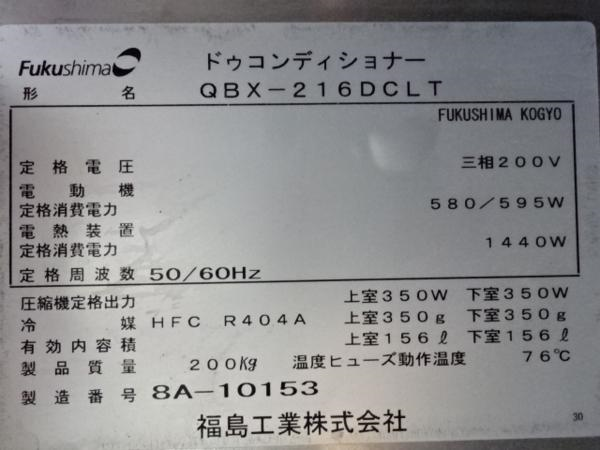 Fukushima ドゥコンディショナー
形 名 QBX-216DCLT
FUKUSHIMA KOGYO
定格電圧 三相200V
電動機
定格消費電力 580/595W
電熱装置
定格消費電力 1440W
定格周波数 50/60Hz
圧縮機定格出力 上室350W 下室350W
冷媒 HFC R404A 上室350g 下室350g
有効内容積 上室156ℓ 下室156ℓ
製品質量 200kg 温度ヒューズ動作温度 76℃
製造番号 8A-10153
福島工業株式会社
30